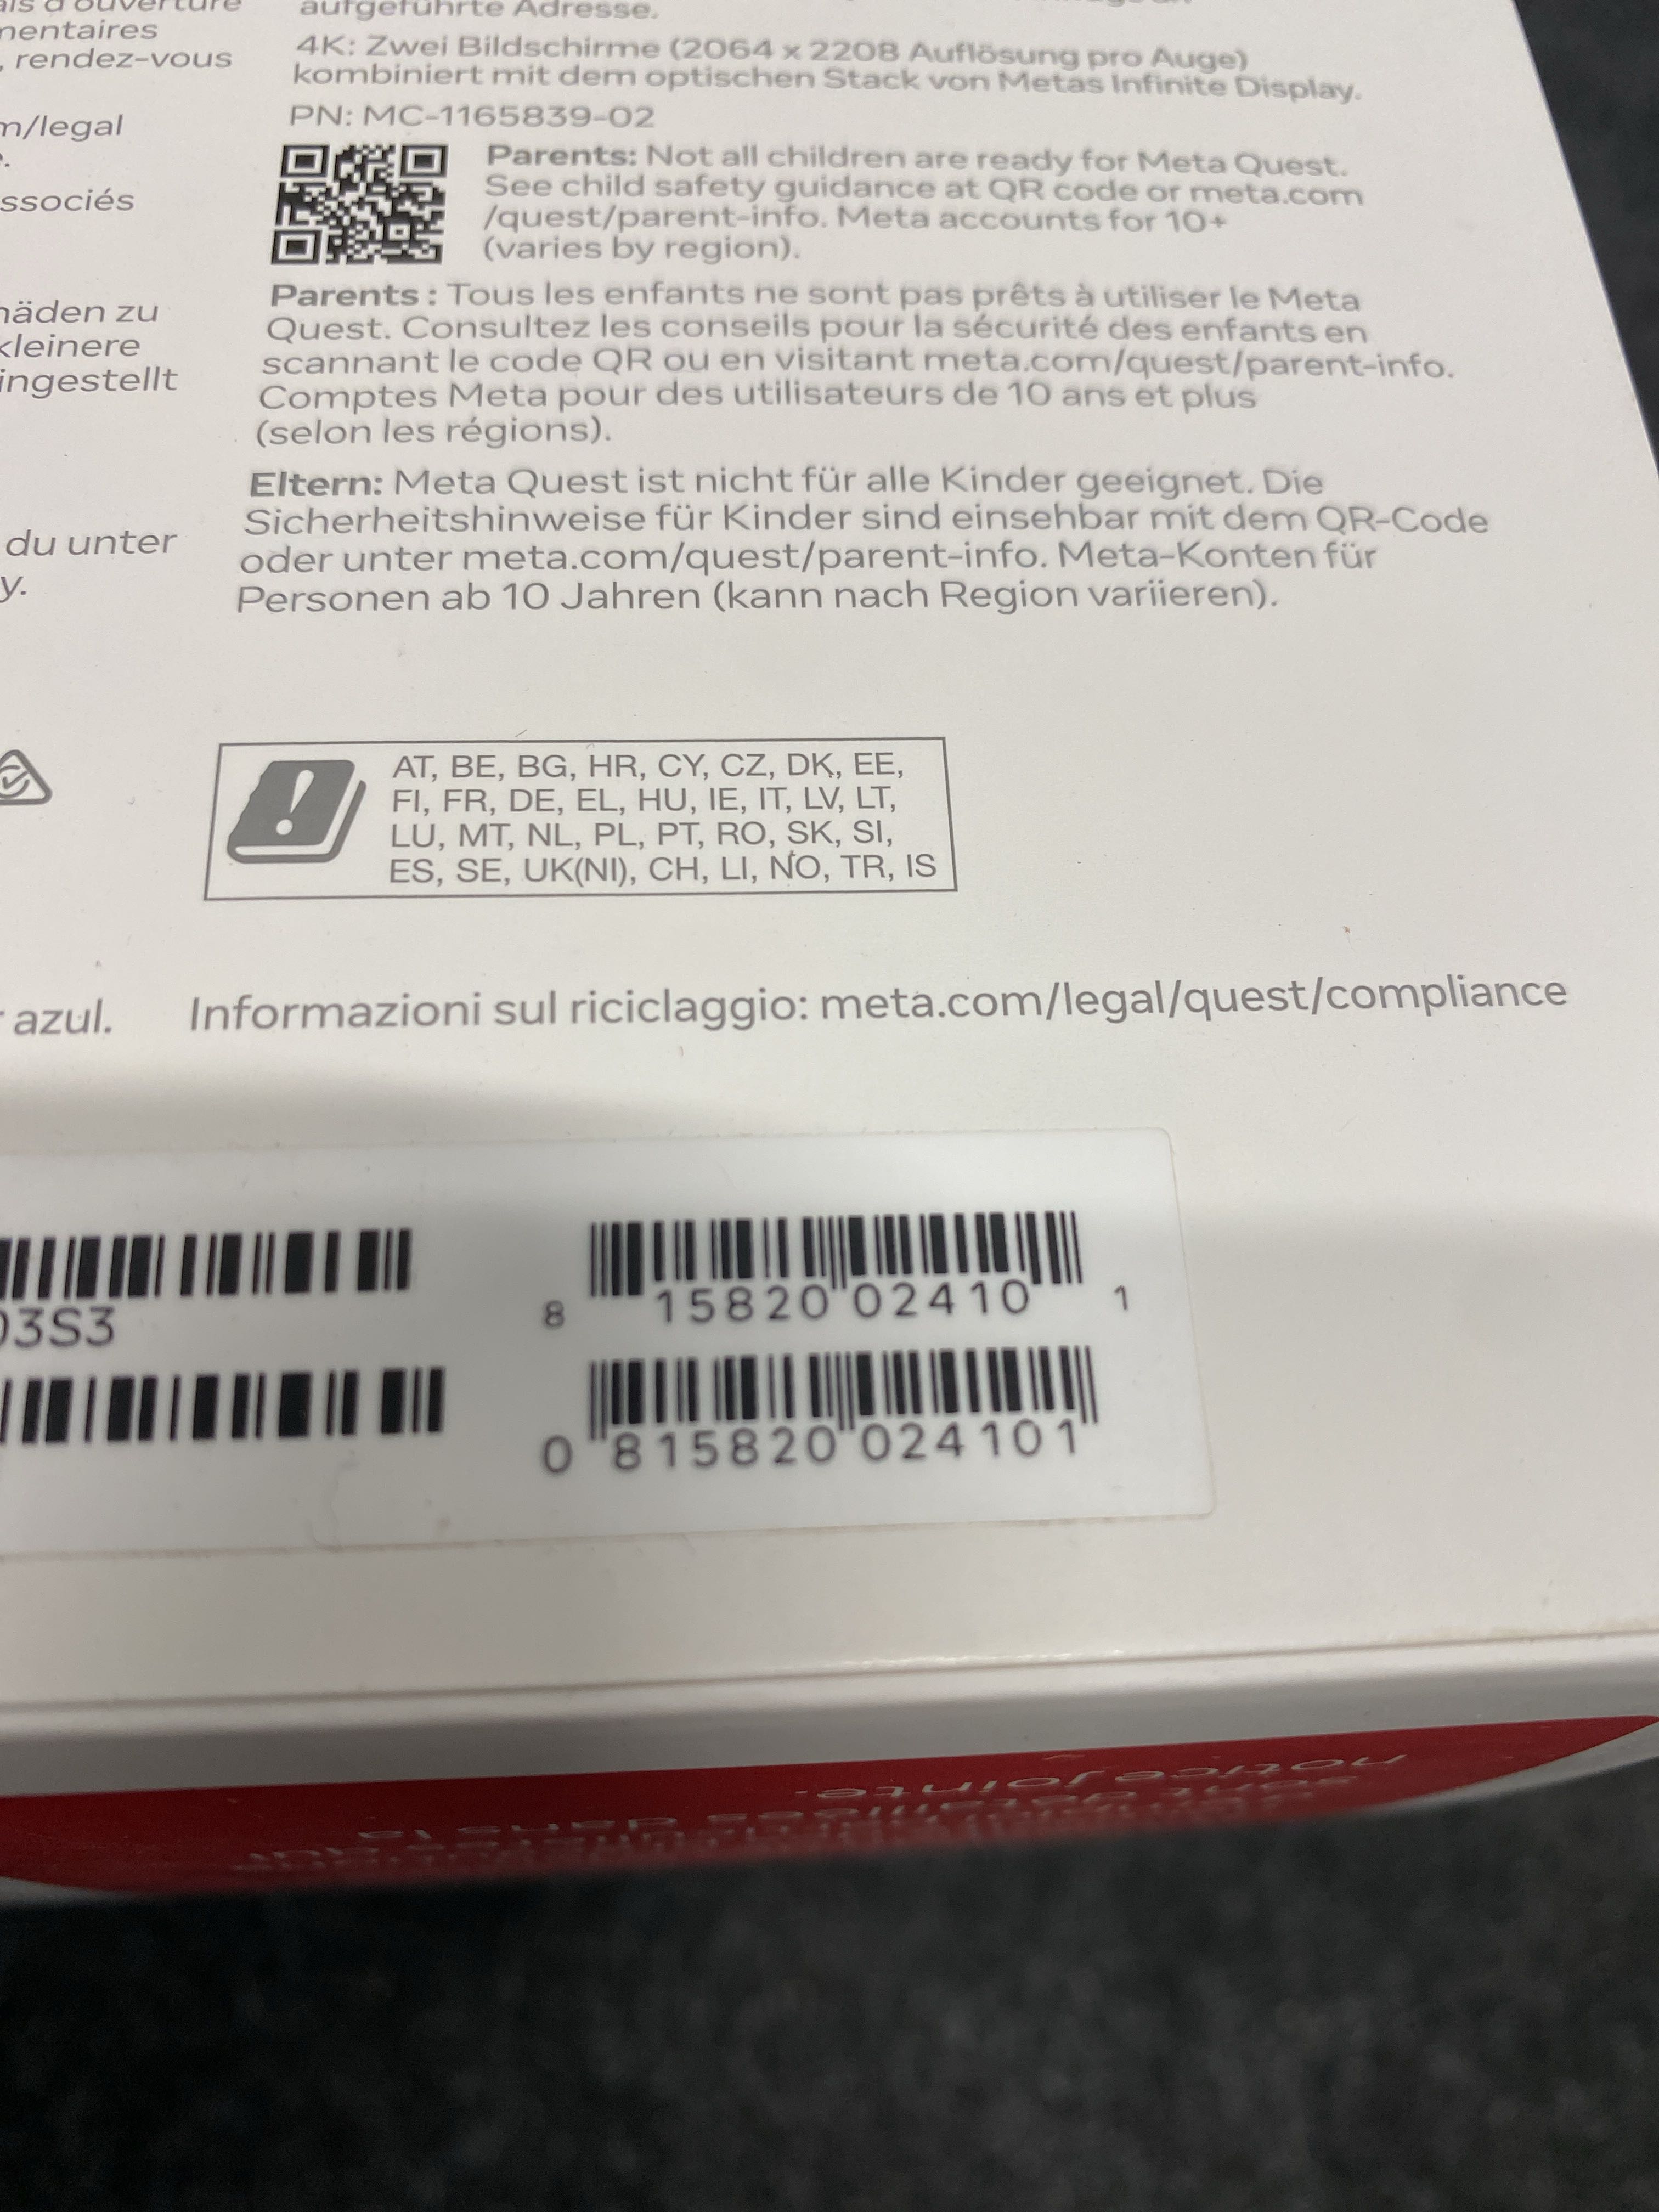 mentaires
, rendez-vous
m/legal
ssociés
näden zu
kleinere
ingestellt
du unter
y.
aufgeführte Adresse.
4K: Zwei Bildschirme (2064 x 2208 Auflösung pro Auge)
kombiniert mit dem optischen Stack von Metas Infinite Display.
PN: MC-1165839-02
Parents: Not all children are ready for Meta Quest.
See child safety guidance at QR code or meta.com
/quest/parent-info. Meta accounts for 10+
(varies by region).
Parents : Tous les enfants ne sont pas prêts à utiliser le Meta
Quest. Consultez les conseils pour la sécurité des enfants en
scannant le code QR ou en visitant meta.com/quest/parent-info.
Comptes Meta pour des utilisateurs de 10 ans et plus
(selon les régions).
Eltern: Meta Quest ist nicht für alle Kinder geeignet. Die
Sicherheitshinweise für Kinder sind einsehbar mit dem QR-Code
oder unter meta.com/quest/parent-info. Meta-Konten für
Personen ab 10 Jahren (kann nach Region variieren).
AT, BE, BG, HR, CY, CZ, DK, EE,
FI, FR, DE, EL, HU, IE, IT, LV, LT,
LU, MT, NL, PL, PT, RO, SK, SI,
ES, SE, UK(NI), CH, LI, NO, TR, IS
azul. Informazioni sul riciclaggio: meta.com/legal/quest/compliance
03S3
8 15820 02410 1
0 815820 024101
sont détaillées dans la
notice jointe.